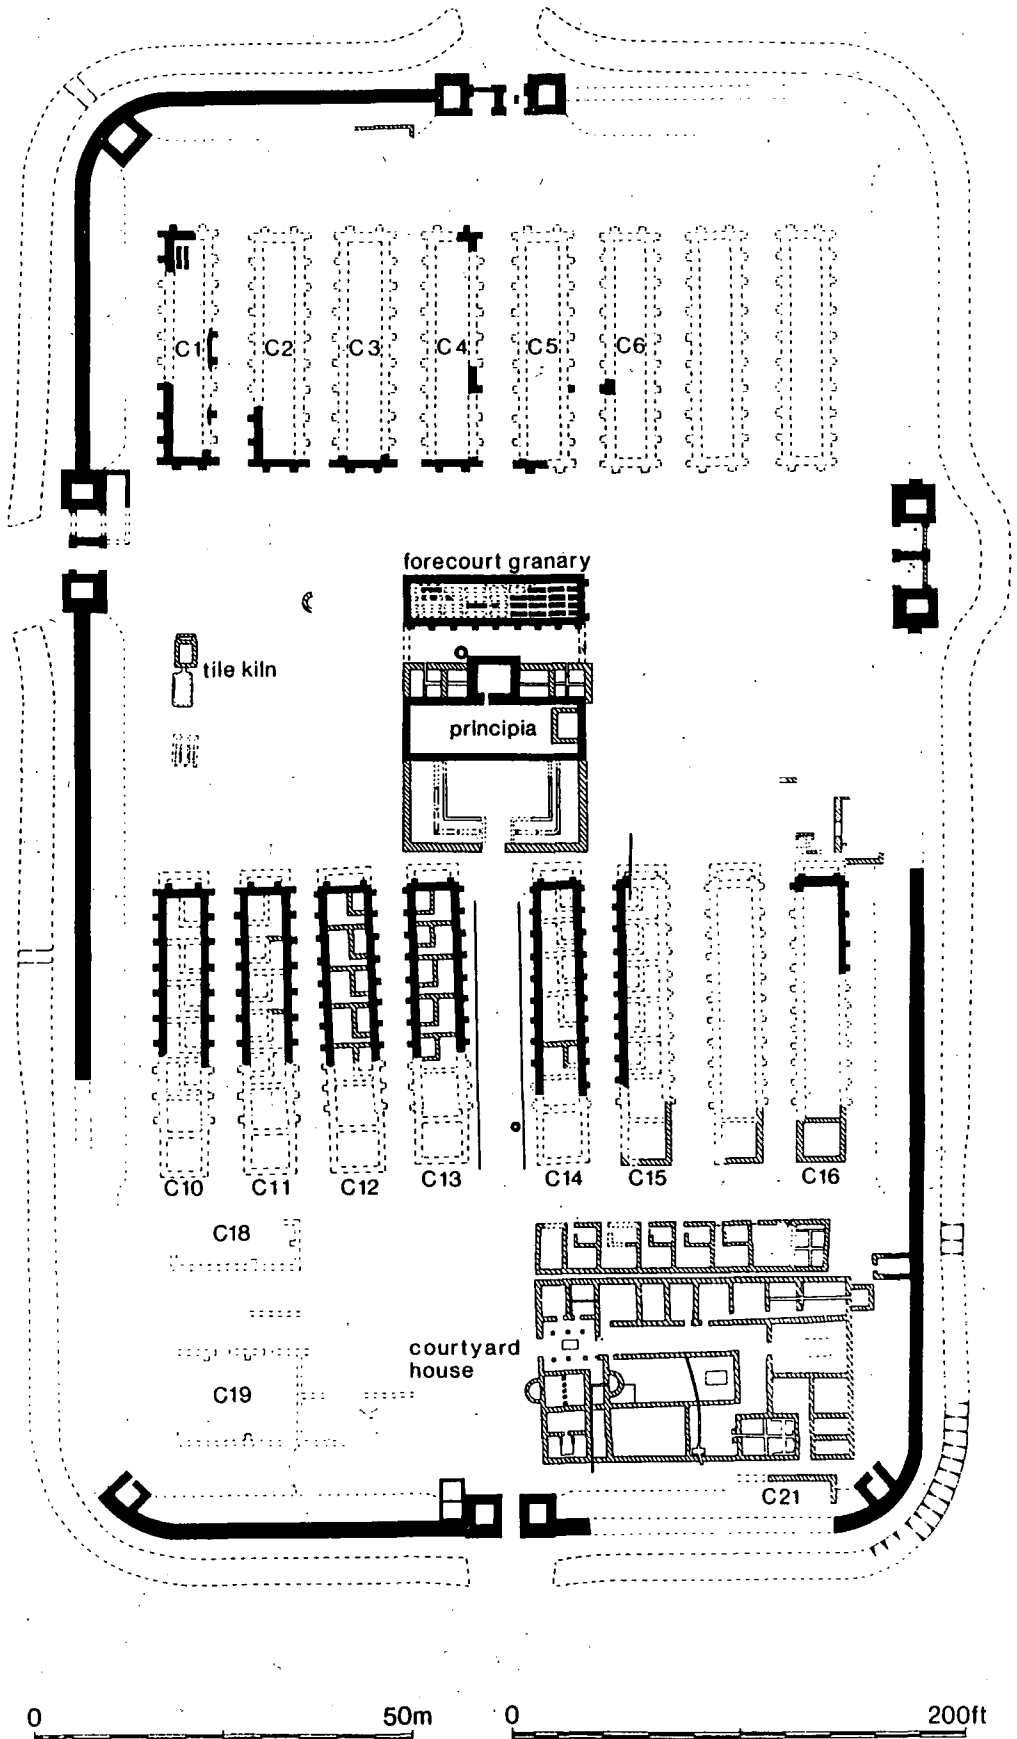 C1 C2 C3 C4 C5 C6
forecourt granary
tile kiln
principia
C10 C11 C12 C13 C14 C15 C16
C18
courtyard
house
C19
C21
0 50m 0 200ft